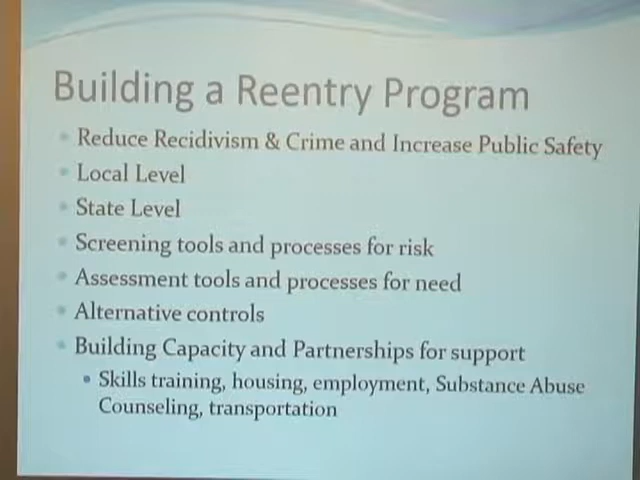 Building a Reentry Program
Reduce Recidivism & Crime and Increase Public Safety
Local Level
State Level
Screening tools and processes for risk
Assessment tools and processes for need
Alternative controls
Building Capacity and Partnerships for support
Skills training, housing, employment, Substance Abuse
Counseling, transportation